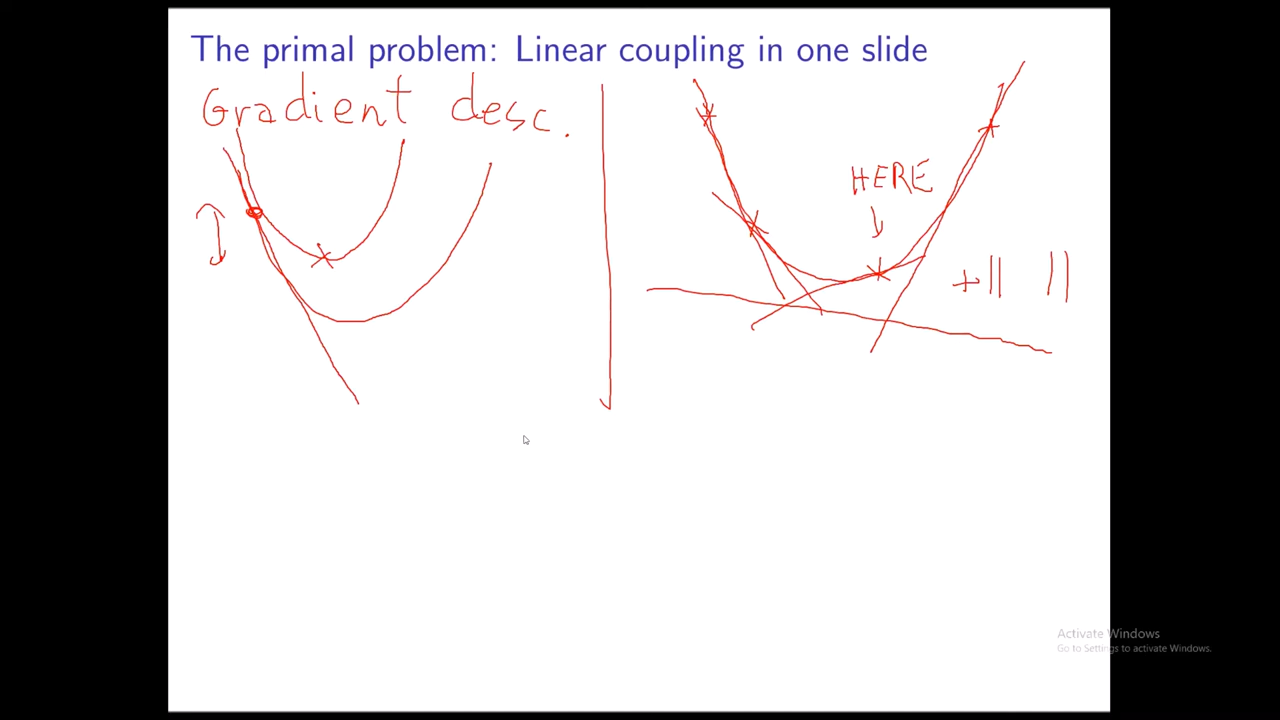 The primal problem: Linear coupling in one slide
Gradient desc.
HERE
+|| ||
Activate Windows
Go to Settings to activate Windows.